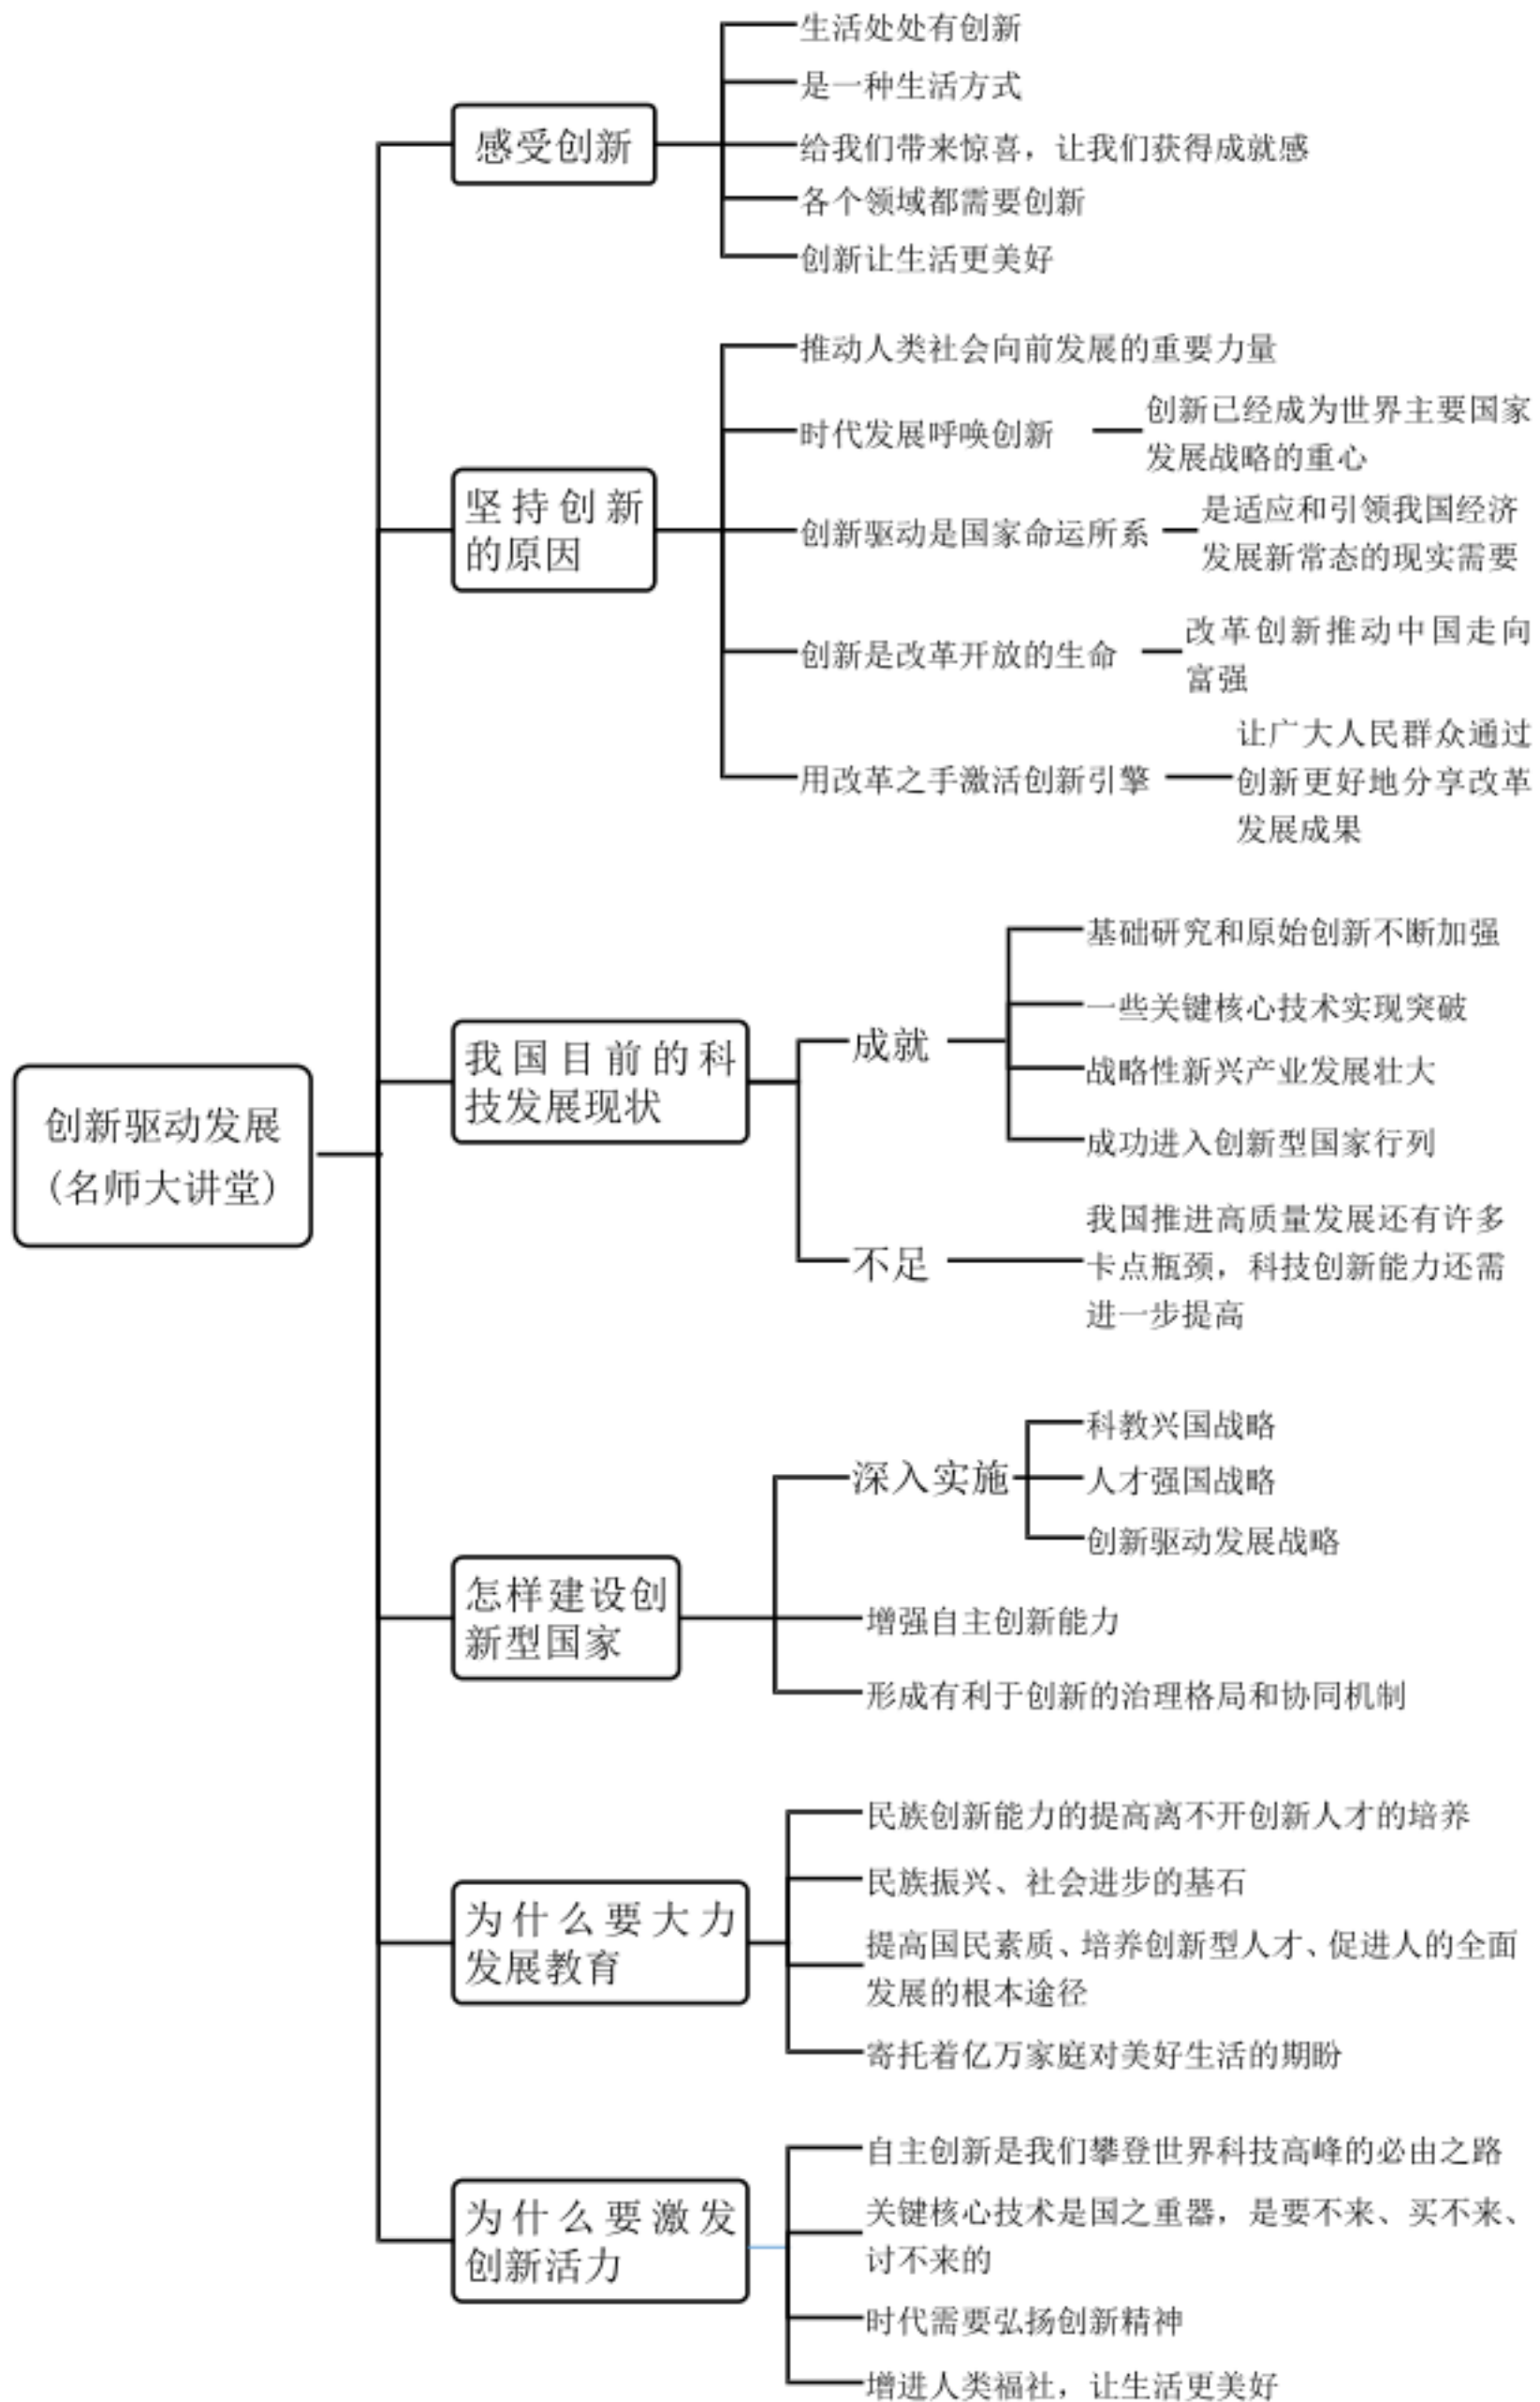 创新驱动发展
(名师大讲堂)
感受创新
生活处处有创新
是一种生活方式
给我们带来惊喜，让我们获得成就感
各个领域都需要创新
创新让生活更美好
坚持创新
的原因
推动人类社会向前发展的重要力量
时代发展呼唤创新
创新已经成为世界主要国家
发展战略的重心
创新驱动是国家命运所系
是适应和引领我国经济
发展新常态的现实需要
创新是改革开放的生命
改革创新推动中国走向
富强
用改革之手激活创新引擎
让广大人民群众通过
创新更好地分享改革
发展成果
我国目前的科
技发展现状
成就
基础研究和原始创新不断加强
一些关键核心技术实现突破
战略性新兴产业发展壮大
成功进入创新型国家行列
不足
我国推进高质量发展还有许多
卡点瓶颈，科技创新能力还需
进一步提高
怎样建设创
新型国家
深入实施
科教兴国战略
人才强国战略
创新驱动发展战略
增强自主创新能力
形成有利于创新的治理格局和协同机制
为什么要大力
发展教育
民族创新能力的提高离不开创新人才的培养
民族振兴、社会进步的基石
提高国民素质、培养创新型人才、促进人的全面
发展的根本途径
寄托着亿万家庭对美好生活的期盼
为什么要激发
创新活力
自主创新是我们攀登世界科技高峰的必由之路
关键核心技术是国之重器，是要不来、买不来、
讨不来的
时代需要弘扬创新精神
增进人类福社，让生活更美好